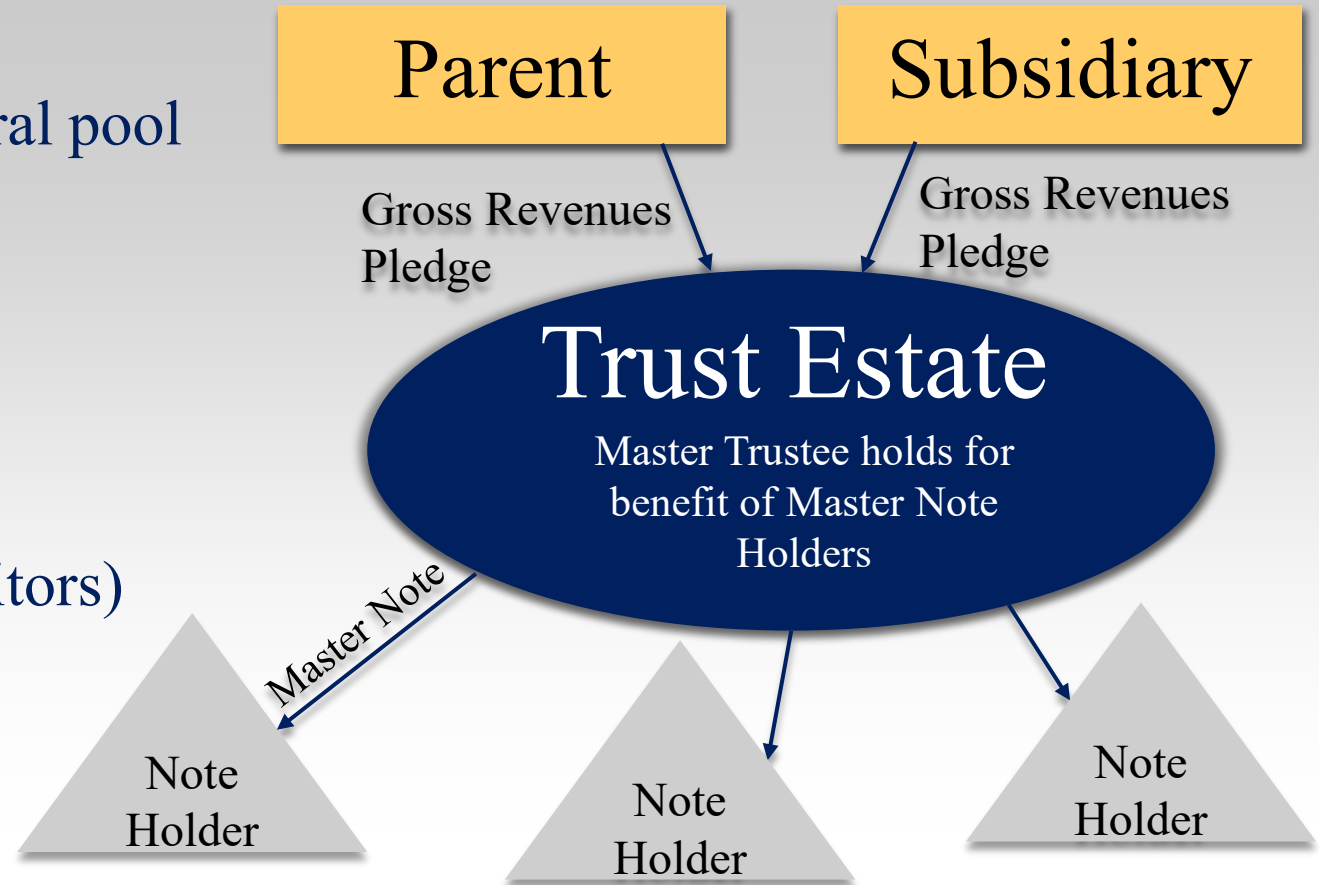 Parent
Subsidiary
ral pool
Gross Revenues
Pledge
Gross Revenues
Pledge
Trust Estate
Master Trustee holds for
benefit of Master Note
Holders
itors)
Master Note
Note
Holder
Note
Holder
Note
Holder